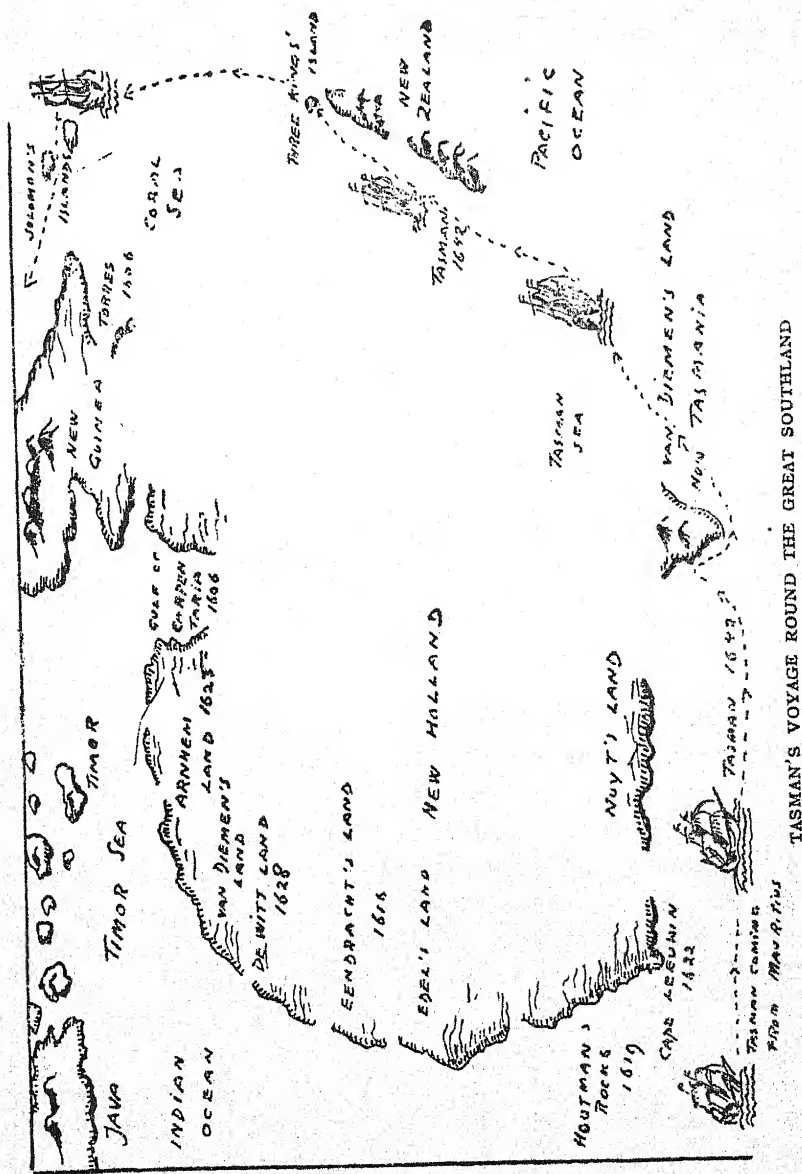 JAVA
TIMOR SEA
TIMOR
NEW
GUINEA
TORRES
1606
SOLOMAN'S
ISLANDS
CORAL
SEA
INDIAN
OCEAN
VAN DIEMEN'S
LAND
ARNHEM
LAND 1623
GULF OF
CARPEN
TARIA
1606
DE WITT LAND
1628
EENDRACHT'S LAND
1616
EDEL'S LAND
NEW HOLLAND
HOUTMAN'S
ROCKS
1619
CAPE LEEUWIN
1622
NUYT'S LAND
TASMAN
SEA
TASMAN
1642
THREE KINGS'
ISLAND
NEW
ZEALAND
PACIFIC
OCEAN
VAN DIEMEN'S LAND
NOW TASMANIA
TASMAN COMING
FROM MAURITIUS
TASMAN 1642
TASMAN'S VOYAGE ROUND THE GREAT SOUTHLAND